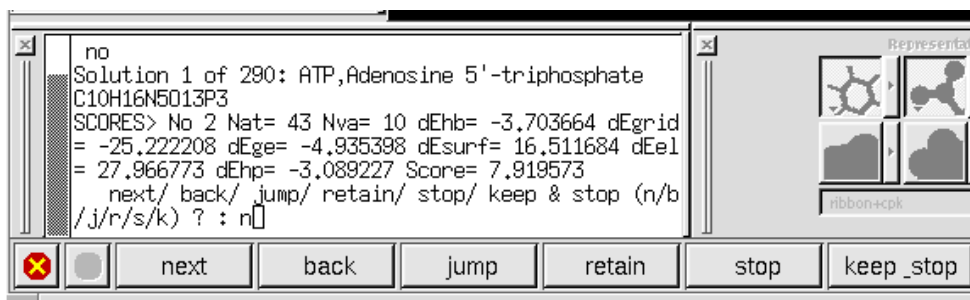 no
Solution 1 of 290: ATP,Adenosine 5'-triphosphate
C10H16N5O13P3
SCORES> No 2 Nat= 43 Nva= 10 dEhb= -3.703664 dEgrid
= -25.222208 dEge= -4.935398 dEsurf= 16.511684 dEel
= 27.966773 dEhp= -3.089227 Score= 7.919573
next/ back/ jump/ retain/ stop/ keep & stop (n/b
/j/r/s/k) ? : n
ribbon+cpk
next back jump retain stop keep _stop